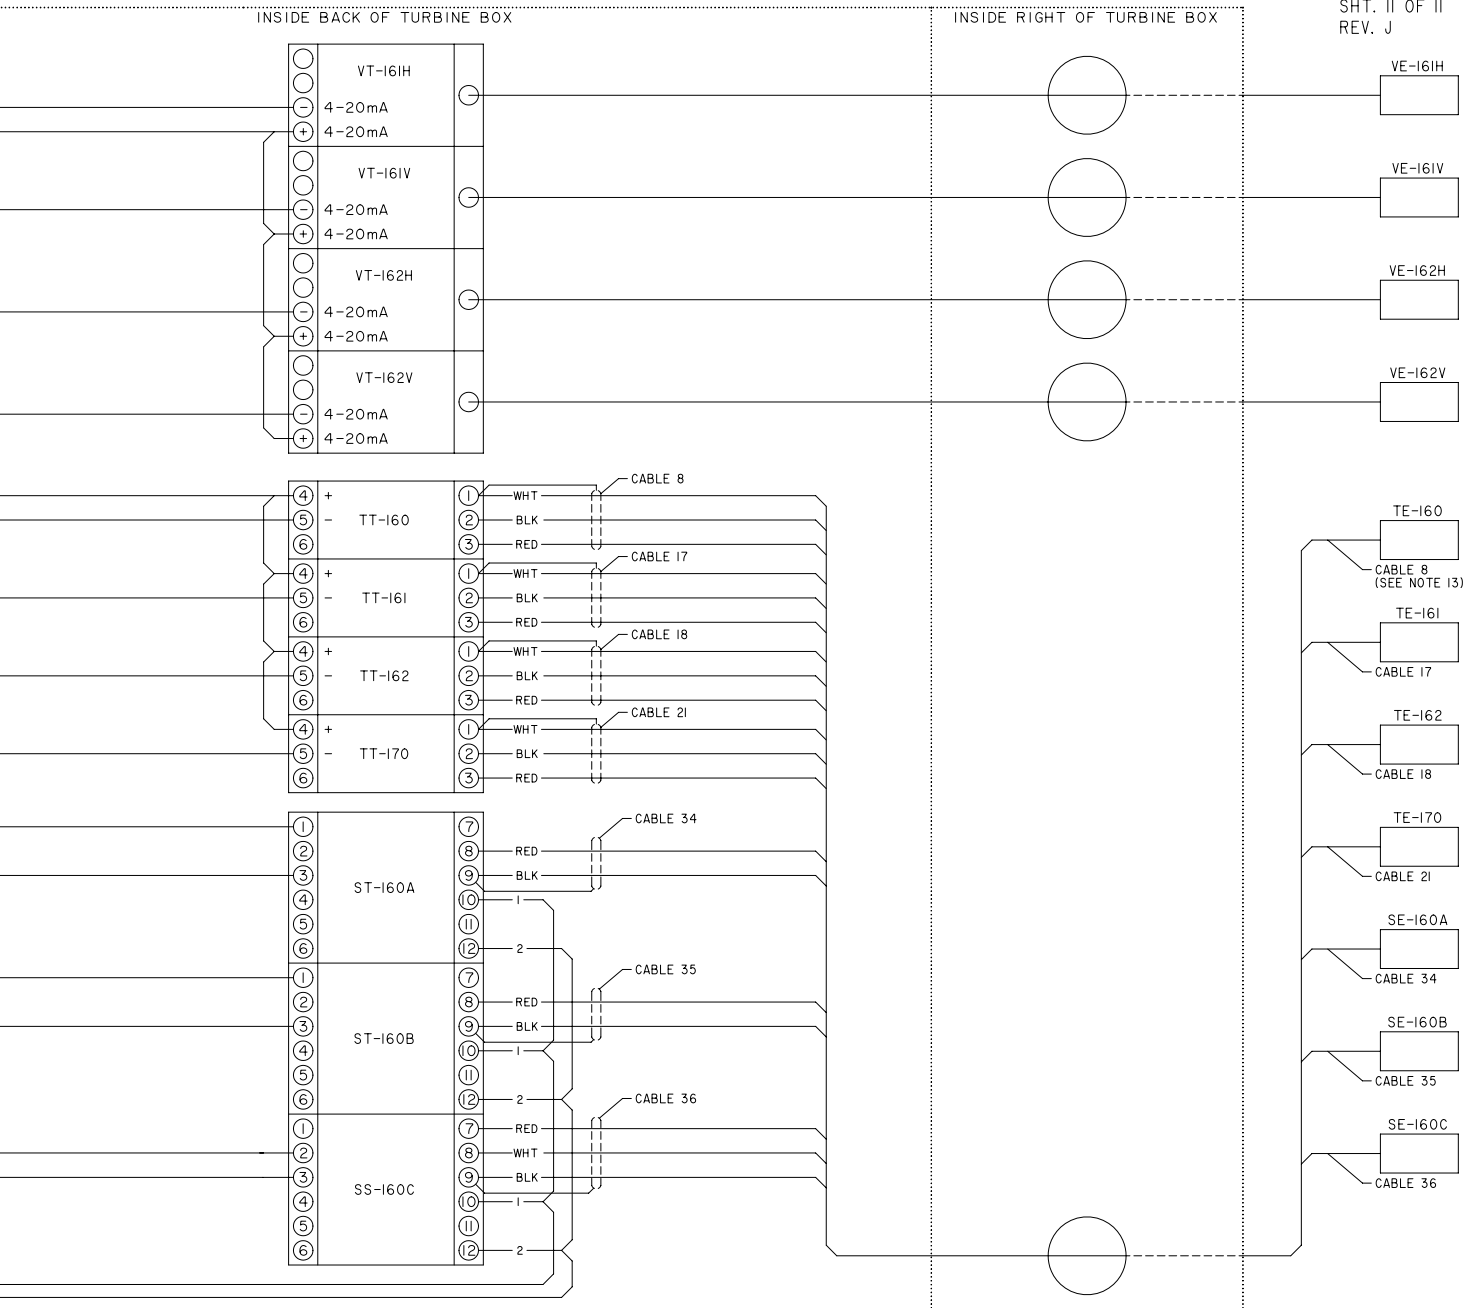 INSIDE BACK OF TURBINE BOX
INSIDE RIGHT OF TURBINE BOX
SHT. 11 OF 11
REV. J
VT-161H
- 4-20mA
+ 4-20mA
VE-161H
VT-161V
- 4-20mA
+ 4-20mA
VE-161V
VT-162H
- 4-20mA
+ 4-20mA
VE-162H
VT-162V
- 4-20mA
+ 4-20mA
VE-162V
CABLE 8
4 + 1 WHT
5 - TT-160 2 BLK
6 3 RED
TE-160
CABLE 8
(SEE NOTE 13)
CABLE 17
4 + 1 WHT
5 - TT-161 2 BLK
6 3 RED
TE-161
CABLE 17
CABLE 18
4 + 1 WHT
5 - TT-162 2 BLK
6 3 RED
TE-162
CABLE 18
CABLE 21
4 + 1 WHT
5 - TT-170 2 BLK
6 3 RED
TE-170
CABLE 21
CABLE 34
1 7
2 8 RED
3 9 BLK
ST-160A
4 10 1
5 11
6 12 2
SE-160A
CABLE 34
CABLE 35
1 7
2 8 RED
3 9 BLK
ST-160B
4 10 1
5 11
6 12 2
SE-160B
CABLE 35
CABLE 36
1 7 RED
2 8 WHT
3 9 BLK
SS-160C
4 10 1
5 11
6 12 2
SE-160C
CABLE 36